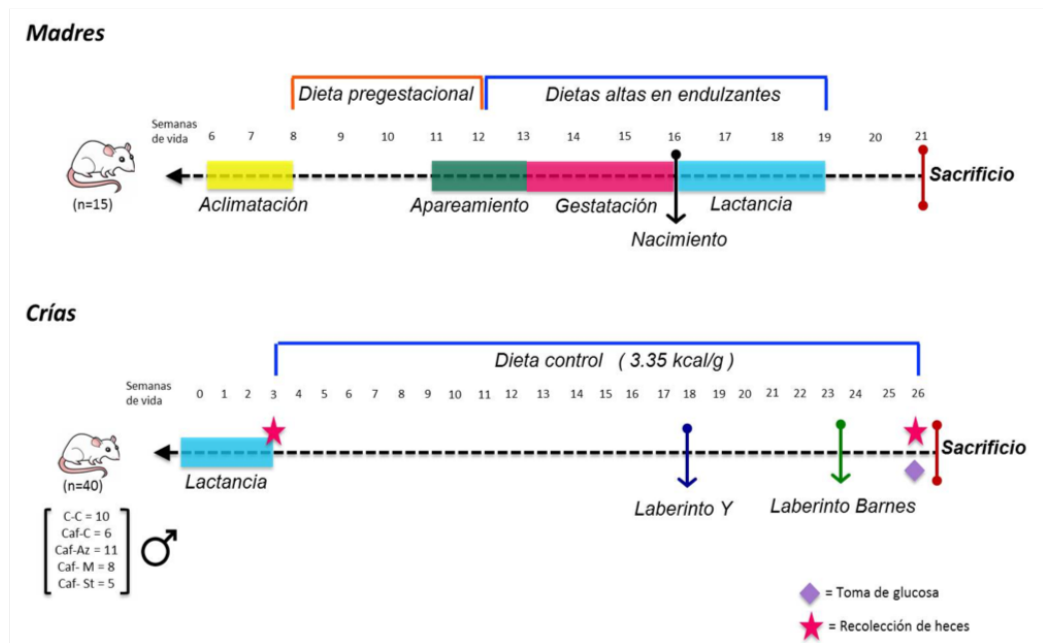 Madres
Dieta pregestacional
Dietas altas en endulzantes
Semanas
de vida
6 7 8 9 10 11 12 13 14 15 16 17 18 19 20 21
(n=15)
Aclimatación
Apareamiento
Gestatación
Lactancia
Sacrificio
Nacimiento
Crías
Dieta control ( 3.35 kcal/g )
Semanas
de vida
0 1 2 3 4 5 6 7 8 9 10 11 12 13 14 15 16 17 18 19 20 21 22 23 24 25 26
(n=40)
Lactancia
Sacrificio
Laberinto Y
Laberinto Barnes
C-C = 10
Caf-C = 6
Caf-Az = 11
Caf- M = 8
Caf- St = 5
= Toma de glucosa
= Recolección de heces